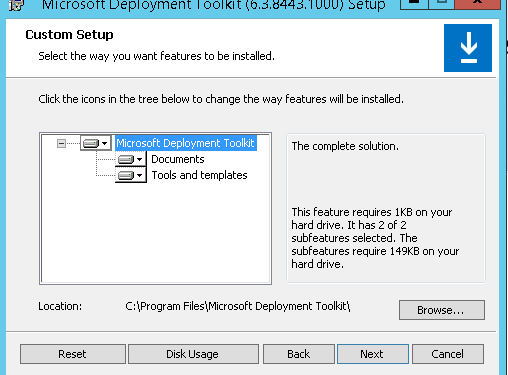 Microsoft Deployment Toolkit (6.3.8443.1000) Setup
Custom Setup
Select the way you want features to be installed.
Click the icons in the tree below to change the way features will be installed.
Microsoft Deployment Toolkit
Documents
Tools and templates
The complete solution.
This feature requires 1KB on your
hard drive. It has 2 of 2
subfeatures selected. The
subfeatures require 149KB on your
hard drive.
Location: C:\Program Files\Microsoft Deployment Toolkit\
Browse...
Reset Disk Usage Back Next Cancel